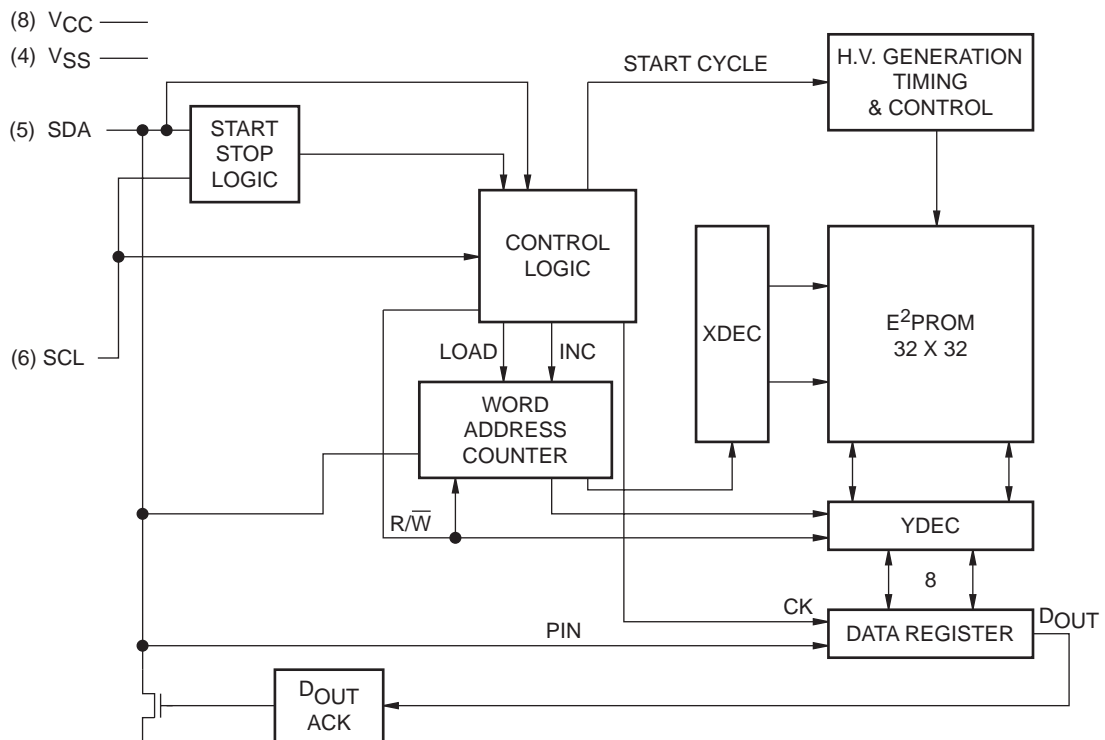 (8) VCC
(4) VSS
START CYCLE
H.V. GENERATION
TIMING
& CONTROL
(5) SDA
START
STOP
LOGIC
CONTROL
LOGIC
XDEC
E²PROM
32 X 32
(6) SCL
LOAD
INC
WORD
ADDRESS
COUNTER
R/W̅
YDEC
8
CK
DOUT
PIN
DATA REGISTER
DOUT
ACK